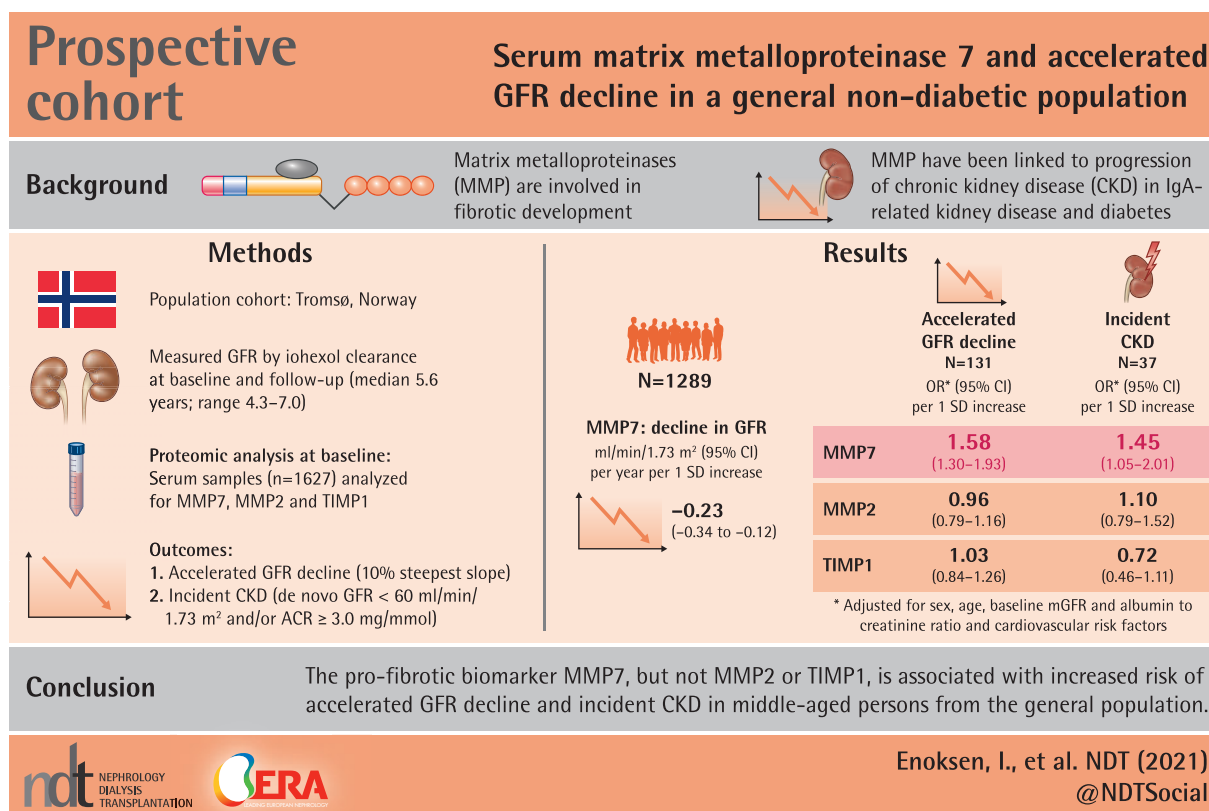 Prospective
cohort
Serum matrix metalloproteinase 7 and accelerated
GFR decline in a general non-diabetic population
Background
Matrix metalloproteinases
(MMP) are involved in
fibrotic development
MMP have been linked to progression
of chronic kidney disease (CKD) in IgA-
related kidney disease and diabetes
Methods
Population cohort: Tromsø, Norway
Measured GFR by iohexol clearance
at baseline and follow-up (median 5.6
years; range 4.3–7.0)
Proteomic analysis at baseline:
Serum samples (n=1627) analyzed
for MMP7, MMP2 and TIMP1
Outcomes:
1. Accelerated GFR decline (10% steepest slope)
2. Incident CKD (de novo GFR < 60 ml/min/
1.73 m² and/or ACR ≥ 3.0 mg/mmol)
Results
N=1289
MMP7: decline in GFR
ml/min/1.73 m² (95% CI)
per year per 1 SD increase
−0.23
(−0.34 to −0.12)
Accelerated
GFR decline
N=131
OR* (95% CI)
per 1 SD increase
Incident
CKD
N=37
OR* (95% CI)
per 1 SD increase
MMP7 1.58 1.45
(1.30–1.93) (1.05–2.01)
MMP2 0.96 1.10
(0.79–1.16) (0.79–1.52)
TIMP1 1.03 0.72
(0.84–1.26) (0.46–1.11)
* Adjusted for sex, age, baseline mGFR and albumin to
creatinine ratio and cardiovascular risk factors
Conclusion
The pro-fibrotic biomarker MMP7, but not MMP2 or TIMP1, is associated with increased risk of
accelerated GFR decline and incident CKD in middle-aged persons from the general population.
ndt
NEPHROLOGY
DIALYSIS
TRANSPLANTATION
ERA
LEADING EUROPEAN NEPHROLOGY
Enoksen, I., et al. NDT (2021)
@NDTSocial